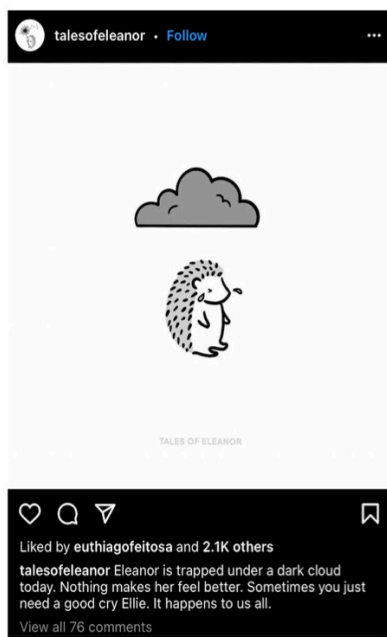 talesofeleanor • Follow
TALES OF ELEANOR
Liked by euthiagofeitosa and 2.1K others
talesofeleanor Eleanor is trapped under a dark cloud
today. Nothing makes her feel better. Sometimes you just
need a good cry Ellie. It happens to us all.
View all 76 comments